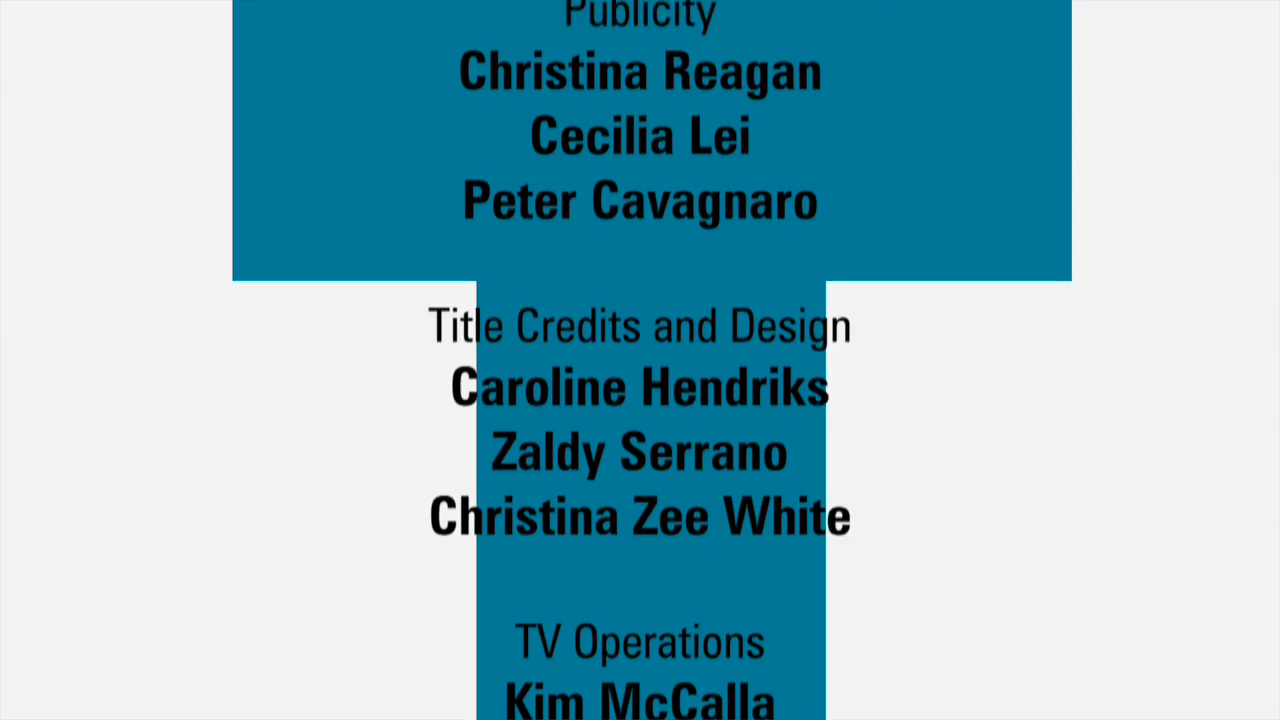 Publicity
Christina Reagan
Cecilia Lei
Peter Cavagnaro
Title Credits and Design
Caroline Hendriks
Zaldy Serrano
Christina Zee White
TV Operations
Kim McCalla